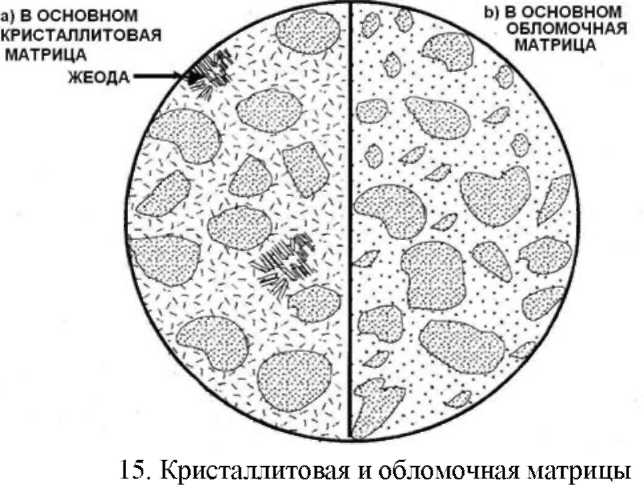 a) В ОСНОВНОМ
КРИСТАЛЛИТОВАЯ
МАТРИЦА
ЖЕОДА
b) В ОСНОВНОМ
ОБЛОМОЧНАЯ
МАТРИЦА
15. Кристаллитовая и обломочная матрицы